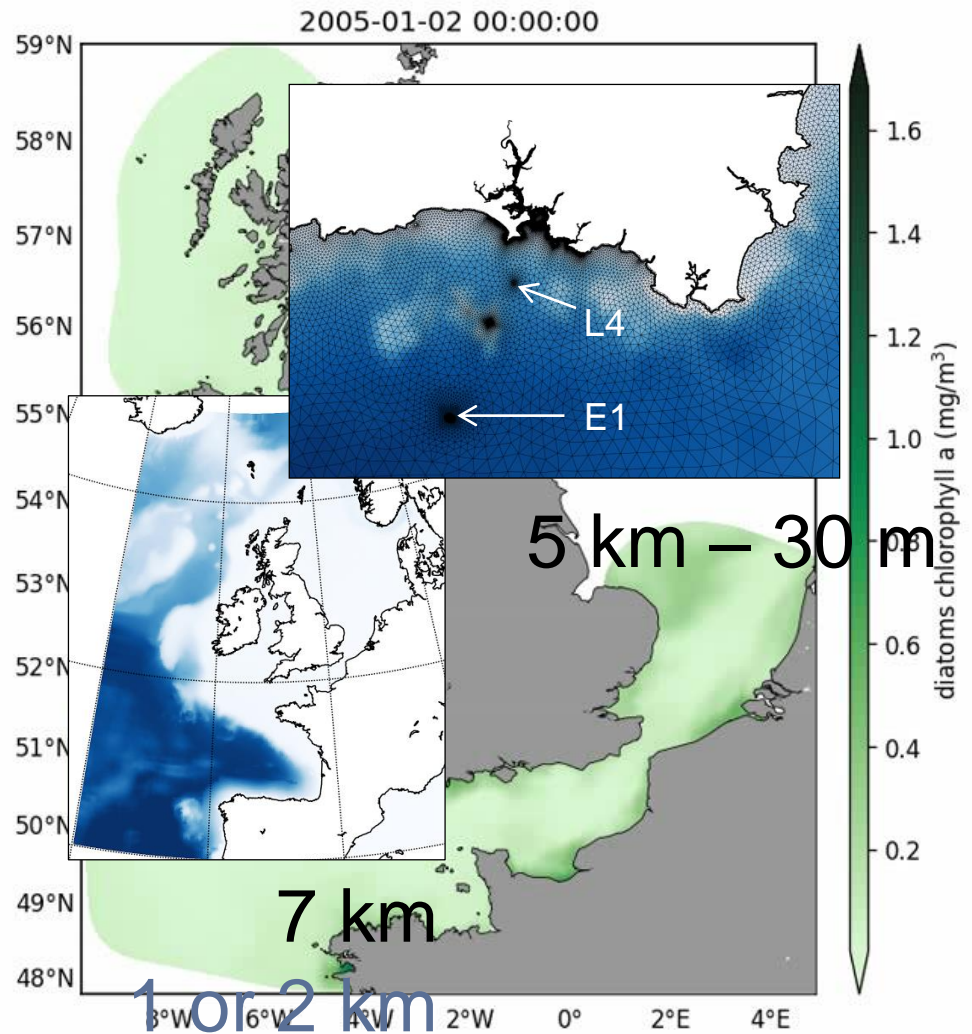 2005-01-02 00:00:00
59°N
58°N
57°N
56°N
55°N
54°N
53°N
52°N
51°N
50°N
49°N
48°N
L4
E1
5 km – 30 m
7 km
1 or 2 km
8°W
6°W
4°W
2°W
0°
2°E
4°E
1.6
1.4
1.2
1.0
0.8
0.6
0.4
0.2
diatoms chlorophyll a (mg/m³)